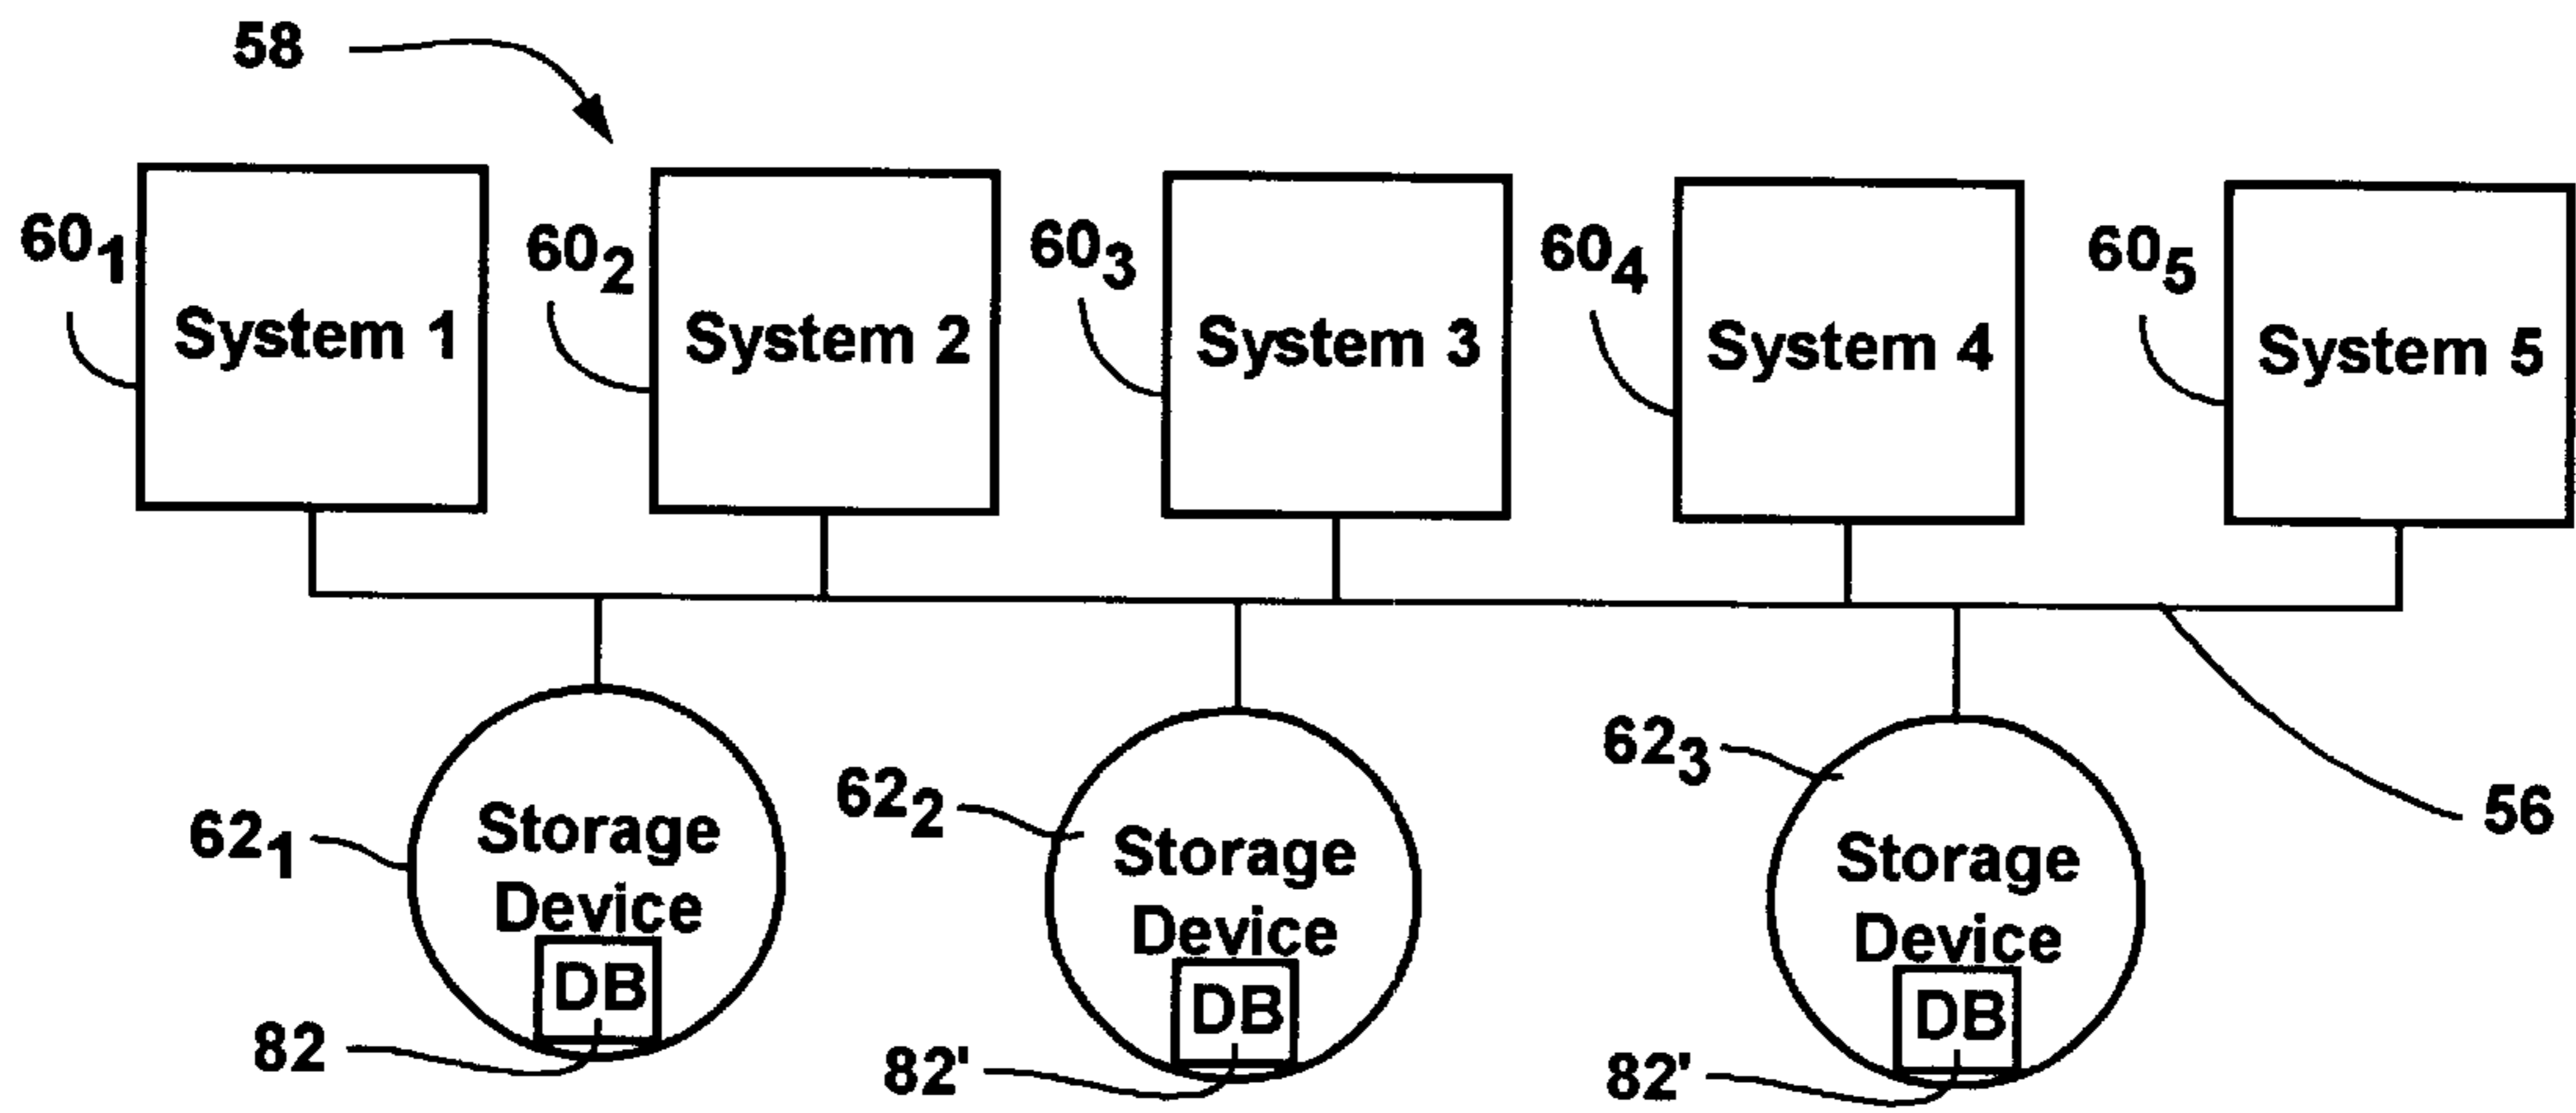 58
60₁
60₂
60₃
60₄
60₅
System 1
System 2
System 3
System 4
System 5
62₁
Storage
Device
DB
82
62₂
Storage
Device
DB
82'
62₃
Storage
Device
DB
82'
56